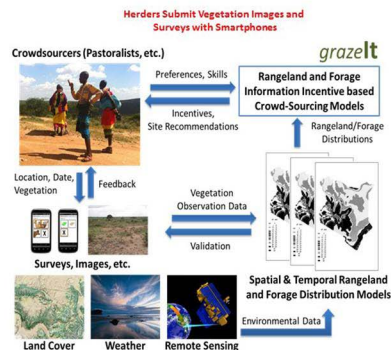 Herders Submit Vegetation Images and
Surveys with Smartphones
Crowdsourcers (Pastoralists, etc.)
grazeIt
Preferences, Skills
Incentives,
Site Recommendations
Rangeland and Forage
Information Incentive based
Crowd-Sourcing Models
Rangeland/Forage
Distributions
Location, Date,
Vegetation
Feedback
Vegetation
Observation Data
Validation
Surveys, Images, etc.
Spatial & Temporal Rangeland
and Forage Distribution Models
Environmental Data
Land Cover
Weather
Remote Sensing